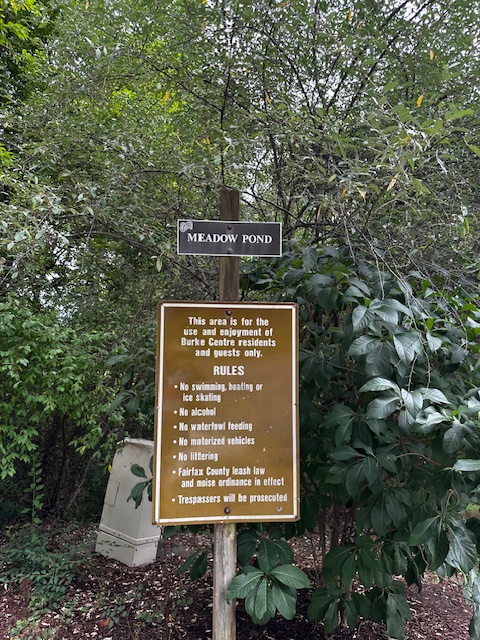 MEADOW POND
This area is for the
use and enjoyment of
Burke Centre residents
and guests only.
RULES
• No swimming, boating or
ice skating
• No alcohol
• No waterfowl feeding
• No motorized vehicles
• No littering
• Fairfax County leash law
and noise ordinance in effect
• Trespassers will be prosecuted